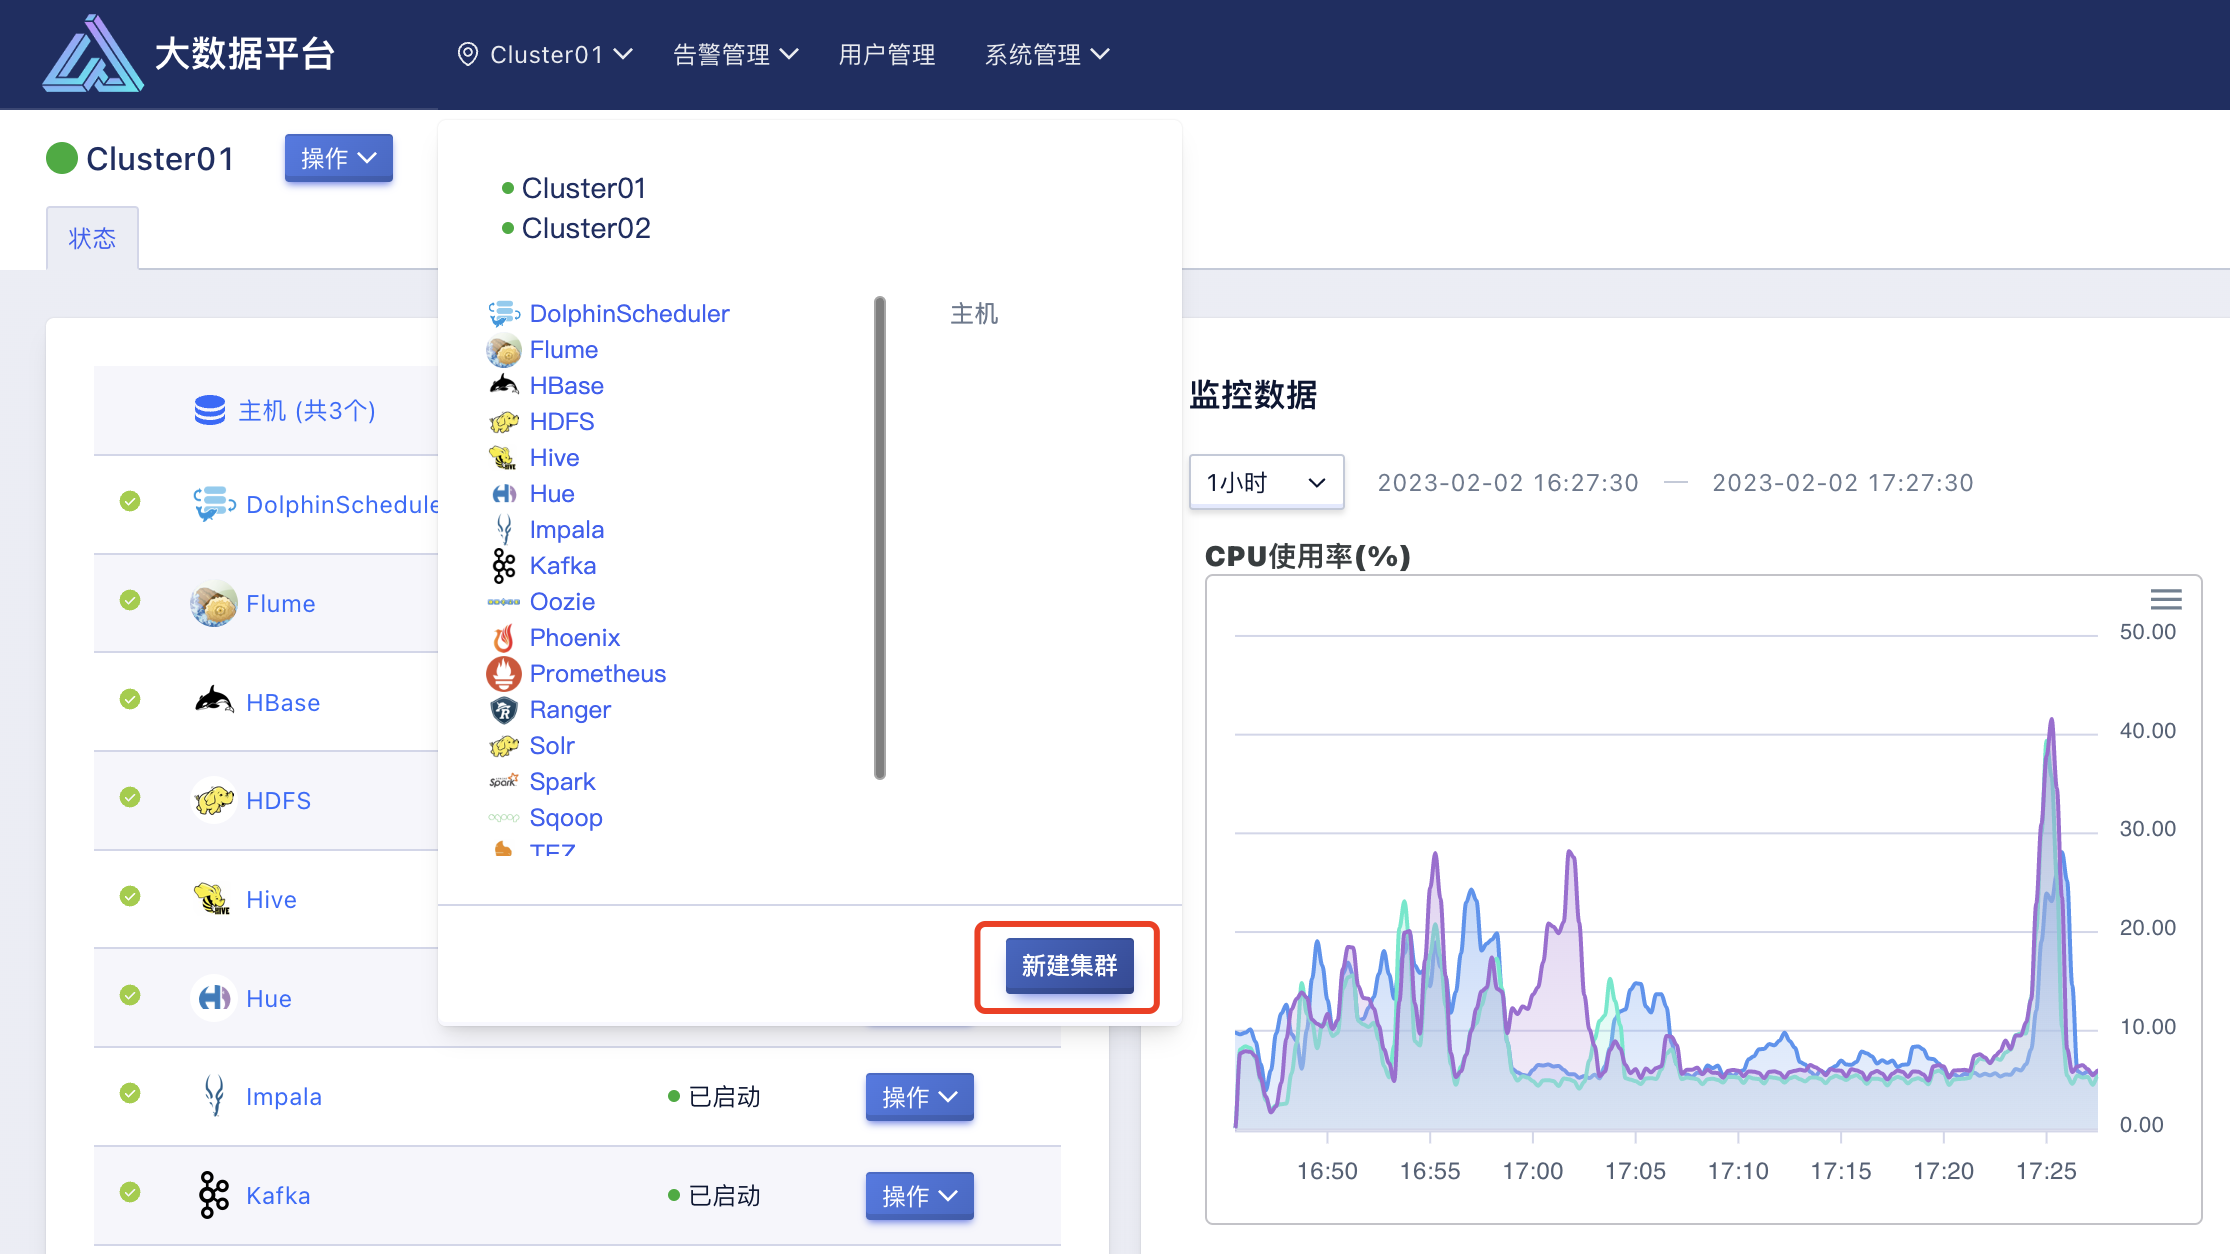 大数据平台
Cluster01
告警管理
用户管理
系统管理
Cluster01
操作
状态
Cluster01
Cluster02
DolphinScheduler
Flume
HBase
HDFS
Hive
Hue
Impala
Kafka
Oozie
Phoenix
Prometheus
Ranger
Solr
Spark
Sqoop
TEZ
主机
新建集群
主机 (共3个)
DolphinSchedule
Flume
HBase
HDFS
Hive
Hue
Impala
已启动
操作
Kafka
已启动
操作
监控数据
1小时
2023-02-02 16:27:30 — 2023-02-02 17:27:30
CPU使用率(%)
50.00
40.00
30.00
20.00
10.00
0.00
16:50 16:55 17:00 17:05 17:10 17:15 17:20 17:25